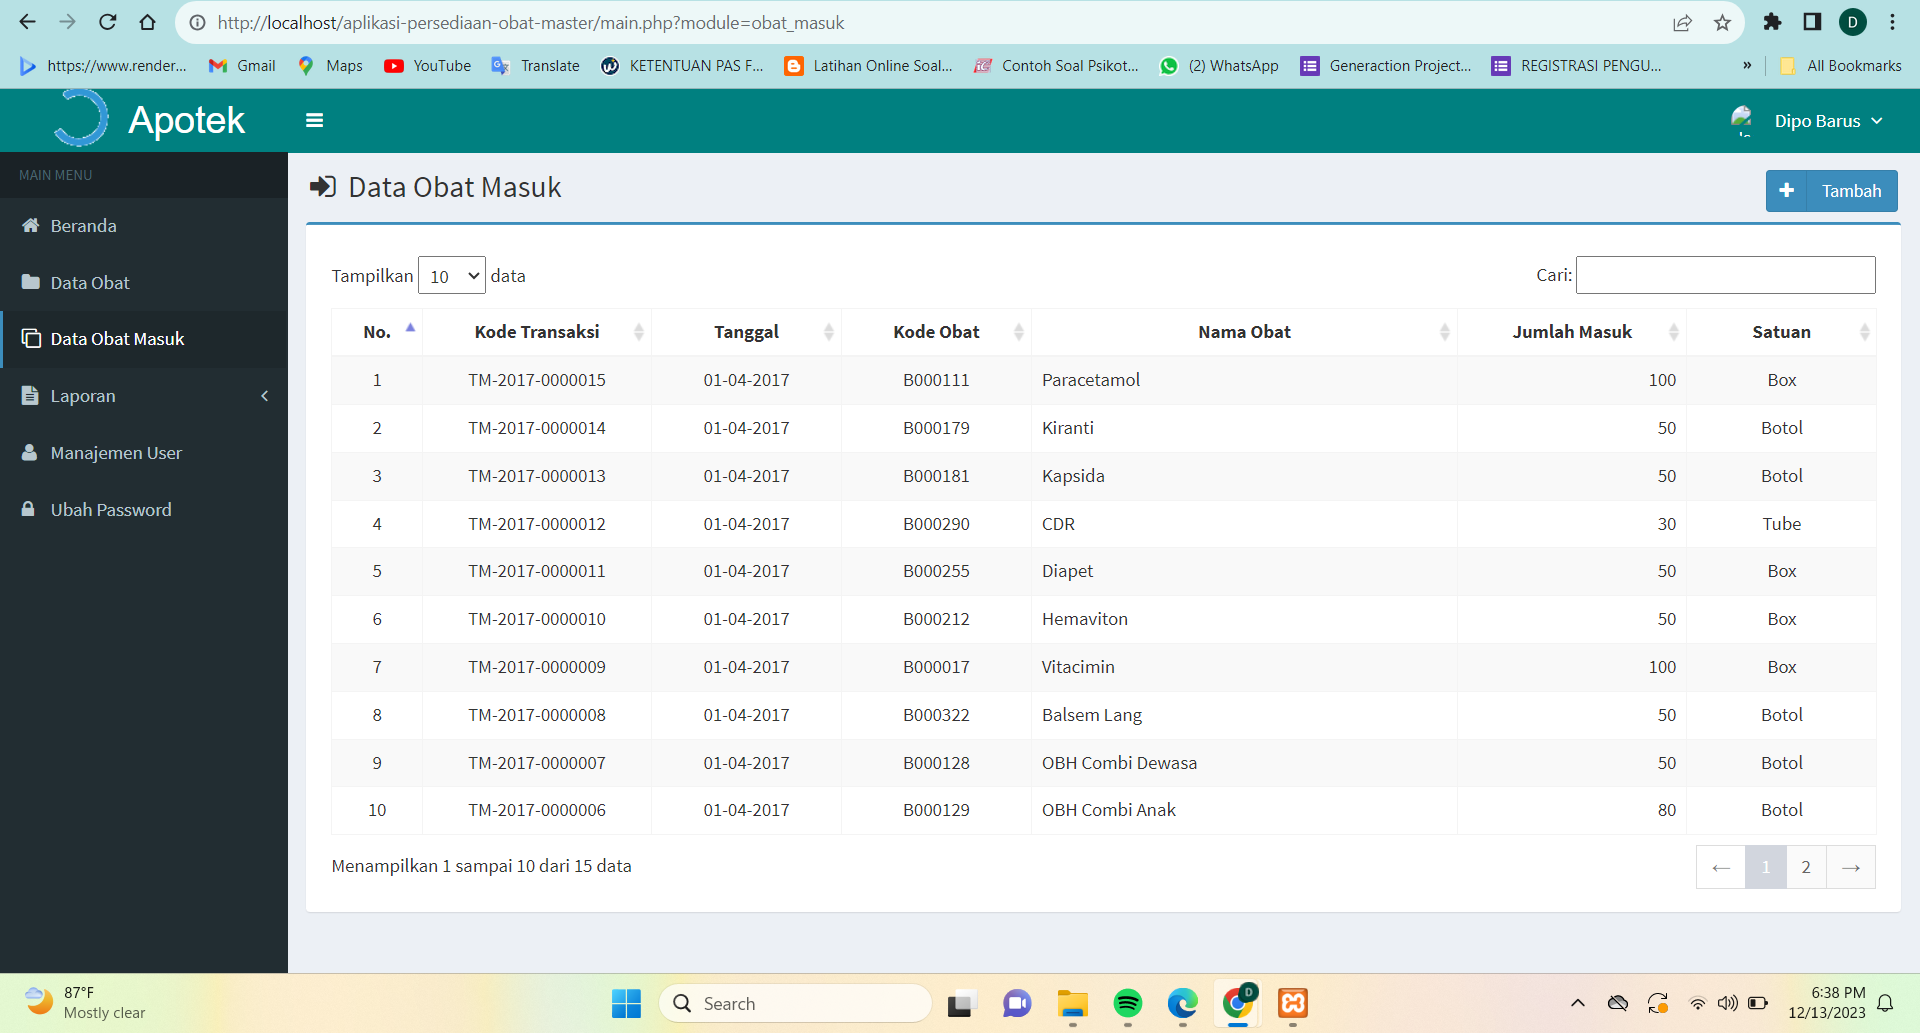 http://localhost/aplikasi-persediaan-obat-master/main.php?module=obat_masuk
D
https://www.render... Gmail Maps YouTube Translate KETENTUAN PAS F... Latihan Online Soal... Contoh Soal Psikot... (2) WhatsApp Generaction Project... REGISTRASI PENGU... » All Bookmarks
Apotek
Dipo Barus
MAIN MENU
Beranda
Data Obat
Data Obat Masuk
Laporan
Manajemen User
Ubah Password
Data Obat Masuk
Tambah
Tampilkan 10 data
Cari:
No. Kode Transaksi Tanggal Kode Obat Nama Obat Jumlah Masuk Satuan
1 TM-2017-0000015 01-04-2017 B000111 Paracetamol 100 Box
2 TM-2017-0000014 01-04-2017 B000179 Kiranti 50 Botol
3 TM-2017-0000013 01-04-2017 B000181 Kapsida 50 Botol
4 TM-2017-0000012 01-04-2017 B000290 CDR 30 Tube
5 TM-2017-0000011 01-04-2017 B000255 Diapet 50 Box
6 TM-2017-0000010 01-04-2017 B000212 Hemaviton 50 Box
7 TM-2017-0000009 01-04-2017 B000017 Vitacimin 100 Box
8 TM-2017-0000008 01-04-2017 B000322 Balsem Lang 50 Botol
9 TM-2017-0000007 01-04-2017 B000128 OBH Combi Dewasa 50 Botol
10 TM-2017-0000006 01-04-2017 B000129 OBH Combi Anak 80 Botol
Menampilkan 1 sampai 10 dari 15 data
← 1 2 →
87°F
Mostly clear
Search
D
6:38 PM
12/13/2023